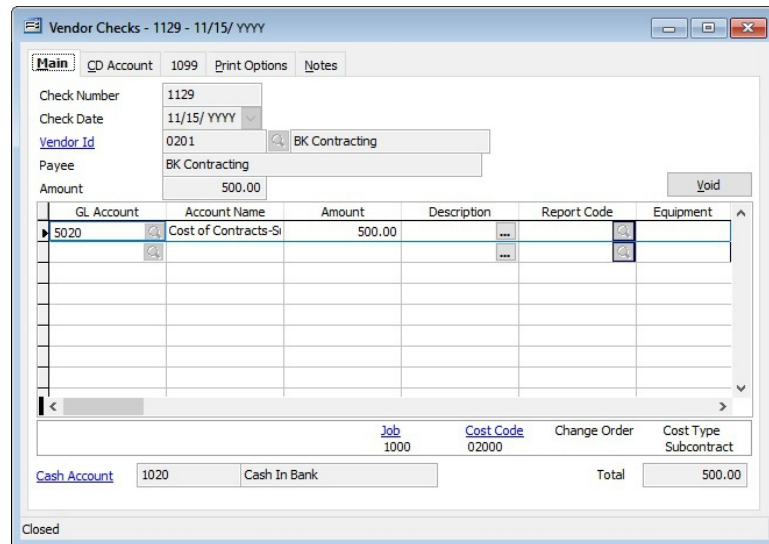 Vendor Checks - 1129 - 11/15/ YYYY
Main CD Account 1099 Print Options Notes
Check Number 1129
Check Date 11/15/ YYYY
Vendor Id 0201 BK Contracting
Payee BK Contracting
Amount 500.00 Void
GL Account Account Name Amount Description Report Code Equipment
5020 Cost of Contracts-Su 500.00 ...
...
Job Cost Code Change Order Cost Type
1000 02000 Subcontract
Cash Account 1020 Cash In Bank Total 500.00
Closed